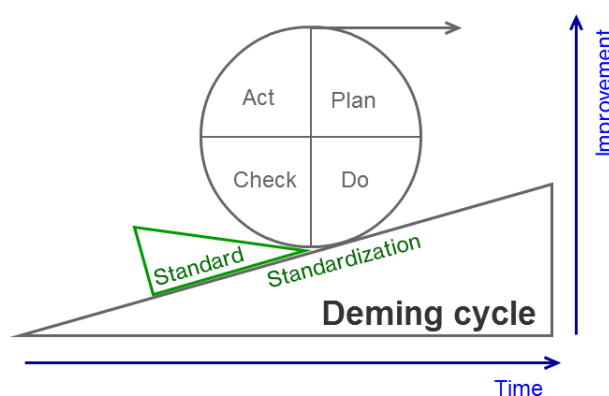 Act
Plan
Check
Do
Standard
Standardization
Deming cycle
Improvement
Time